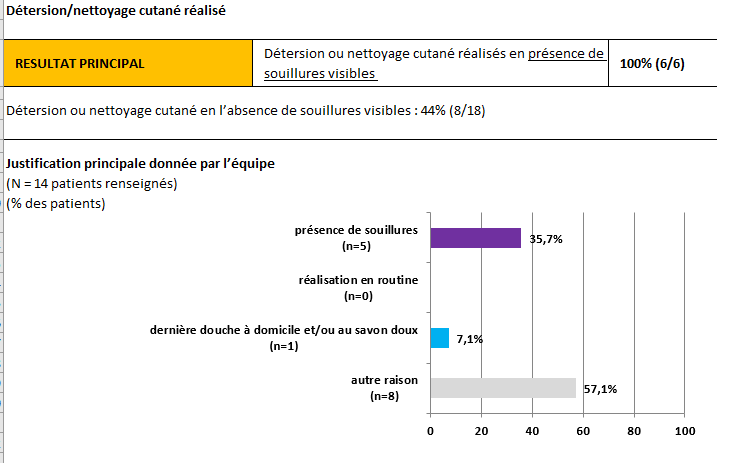 Détersion/nettoyage cutané réalisé
RESULTAT PRINCIPAL
Détersion ou nettoyage cutané réalisés en présence de
souillures visibles
100% (6/6)
Détersion ou nettoyage cutané en l’absence de souillures visibles : 44% (8/18)
Justification principale donnée par l’équipe
(N = 14 patients renseignés)
(% des patients)
présence de souillures
(n=5)
35,7%
réalisation en routine
(n=0)
dernière douche à domicile et/ou au savon doux
(n=1)
7,1%
autre raison
(n=8)
57,1%
0 20 40 60 80 100